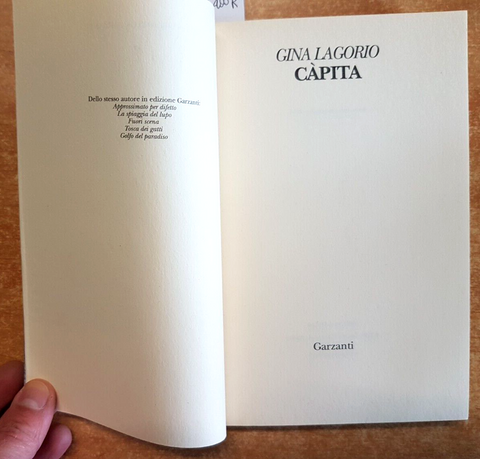 Dello stesso autore in edizione Garzanti
Approssimato per difetto
La spiaggia del lupo
Fuori scena
Tosca dei gatti
Golfo del paradiso
GINA LAGORIO
CÀPITA
Garzanti